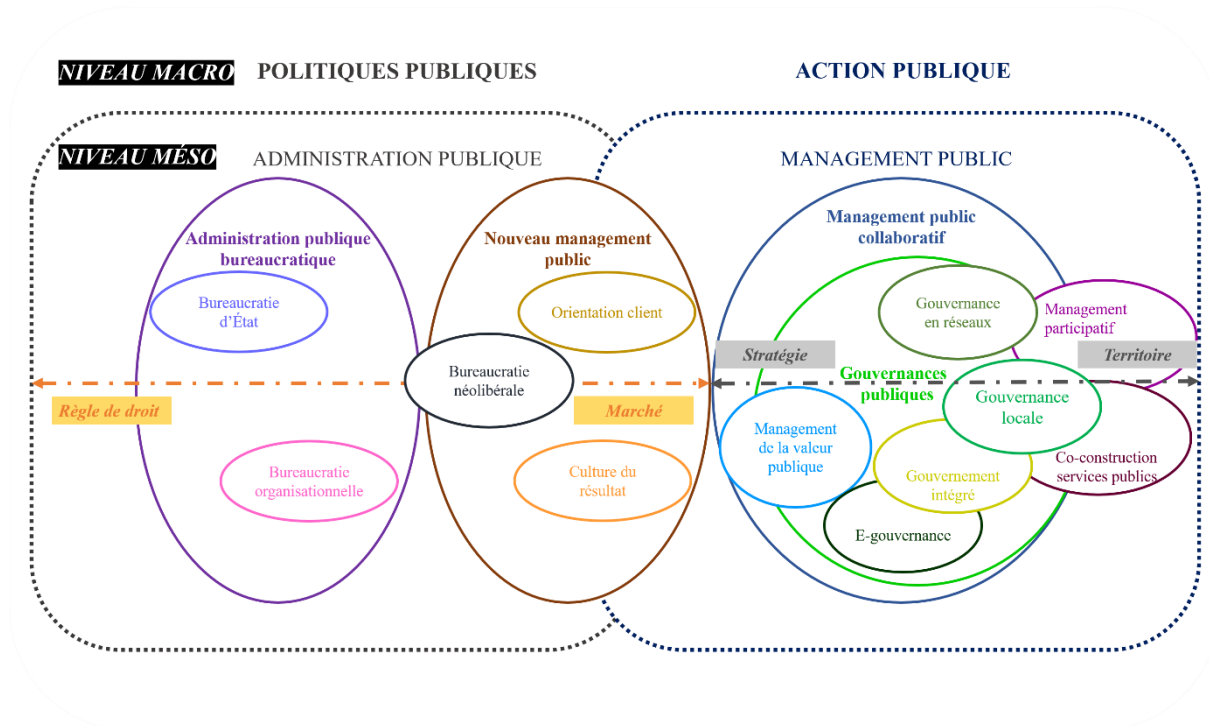 NIVEAU MACRO POLITIQUES PUBLIQUES
ACTION PUBLIQUE
NIVEAU MÉSO ADMINISTRATION PUBLIQUE
MANAGEMENT PUBLIC
Administration publique
bureaucratique
Bureaucratie
d’État
Règle de droit
Bureaucratie
organisationnelle
Nouveau management
public
Orientation client
Bureaucratie
néolibérale
Marché
Culture du
résultat
Management public
collaboratif
Gouvernance
en réseaux
Management
participatif
Stratégie
Territoire
Gouvernances
publiques
Gouvernance
locale
Management
de la valeur
publique
Gouvernement
intégré
Co-construction
services publics
E-gouvernance